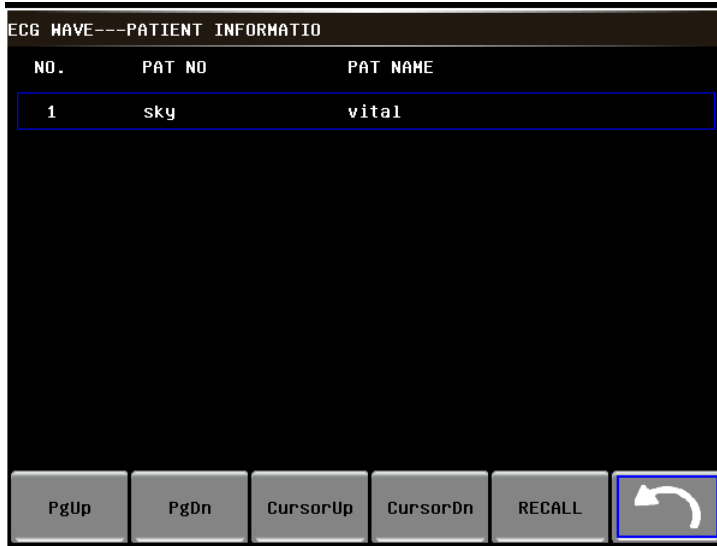 ECG WAVE---PATIENT INFORMATIO
NO. PAT NO PAT NAME
1 sky vital
PgUp PgDn CursorUp CursorDn RECALL